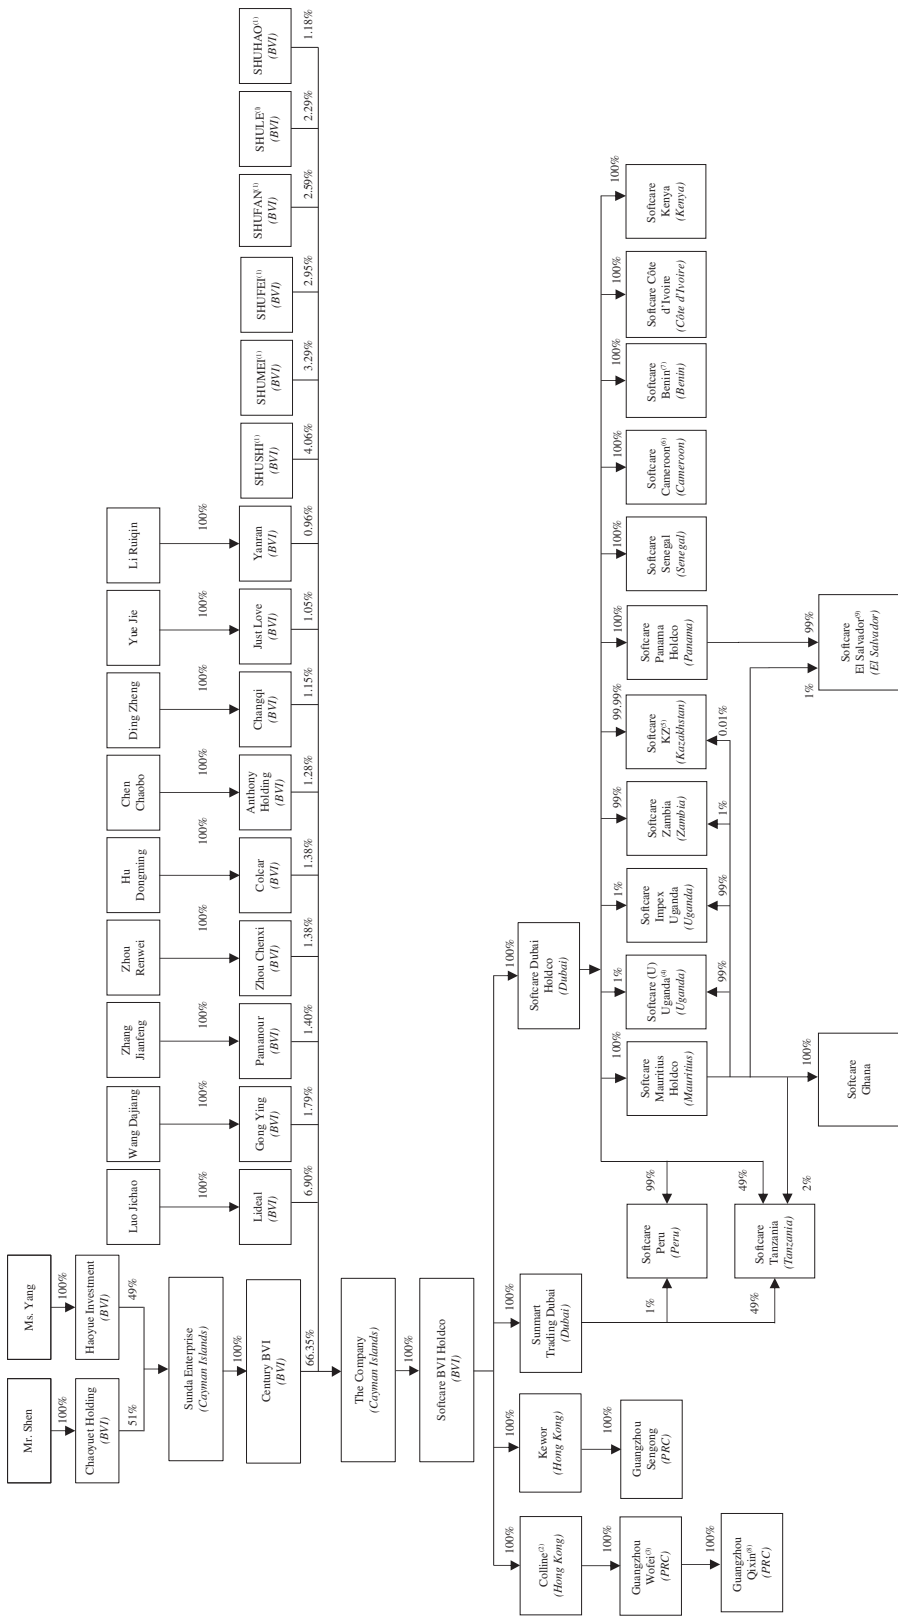 Mr. Shen
Ms. Yang
100%
100%
Chaoyuet Holding
(BVI)
Haoyue Investment
(BVI)
51%
49%
Sunda Enterprise
(Cayman Islands)
100%
Luo Jichao
Wang Dajiang
Zhang
Jianfeng
Zhou
Renwei
Hu
Dongming
Chen
Chaobo
Ding Zheng
Yue Jie
Li Ruiqin
100%
100%
100%
100%
100%
100%
100%
100%
100%
Century BVI
(BVI)
Lideal
(BVI)
Gong Ying
(BVI)
Pamanour
(BVI)
Zhou Chenxi
(BVI)
Colcar
(BVI)
Anthony
Holding
(BVI)
Changqi
(BVI)
Just Love
(BVI)
Yanran
(BVI)
SHUSHI(1)
(BVI)
SHUMEI(1)
(BVI)
SHUFEI(1)
(BVI)
SHUFAN(1)
(BVI)
SHULE(1)
(BVI)
SHUHAO(1)
(BVI)
66.35%
6.90%
1.79%
1.40%
1.38%
1.38%
1.28%
1.15%
1.05%
0.96%
4.06%
3.29%
2.95%
2.59%
2.29%
1.18%
The Company
(Cayman Islands)
100%
Softcare BVI Holdco
(BVI)
100%
100%
100%
100%
Colline(2)
(Hong Kong)
Kewor
(Hong Kong)
Sunmart
Trading Dubai
(Dubai)
Softcare Dubai
Holdco
(Dubai)
100%
100%
1%
99%
100%
1%
1%
99%
99.99%
100%
100%
100%
100%
100%
100%
Guangzhou
Wofei(3)
(PRC)
Guangzhou
Sengong
(PRC)
Softcare
Peru
(Peru)
Softcare
Mauritius
Holdco
(Mauritius)
Softcare (U)
Uganda(4)
(Uganda)
Softcare
Impex
Uganda
(Uganda)
Softcare
Zambia
(Zambia)
Softcare
KZ(5)
(Kazakhstan)
Softcare
Panama
Holdco
(Panama)
Softcare
Senegal
(Senegal)
Softcare
Cameroon(6)
(Cameroon)
Softcare
Benin(7)
(Benin)
Softcare Côte
d'Ivoire
(Côte d'Ivoire)
Softcare
Kenya
(Kenya)
100%
99%
99%
1%
0.01%
49%
49%
2%
Guangzhou
Qixin(8)
(PRC)
Softcare
Tanzania
(Tanzania)
100%
1%
99%
Softcare
Ghana
Softcare
El Salvador(9)
(El Salvador)